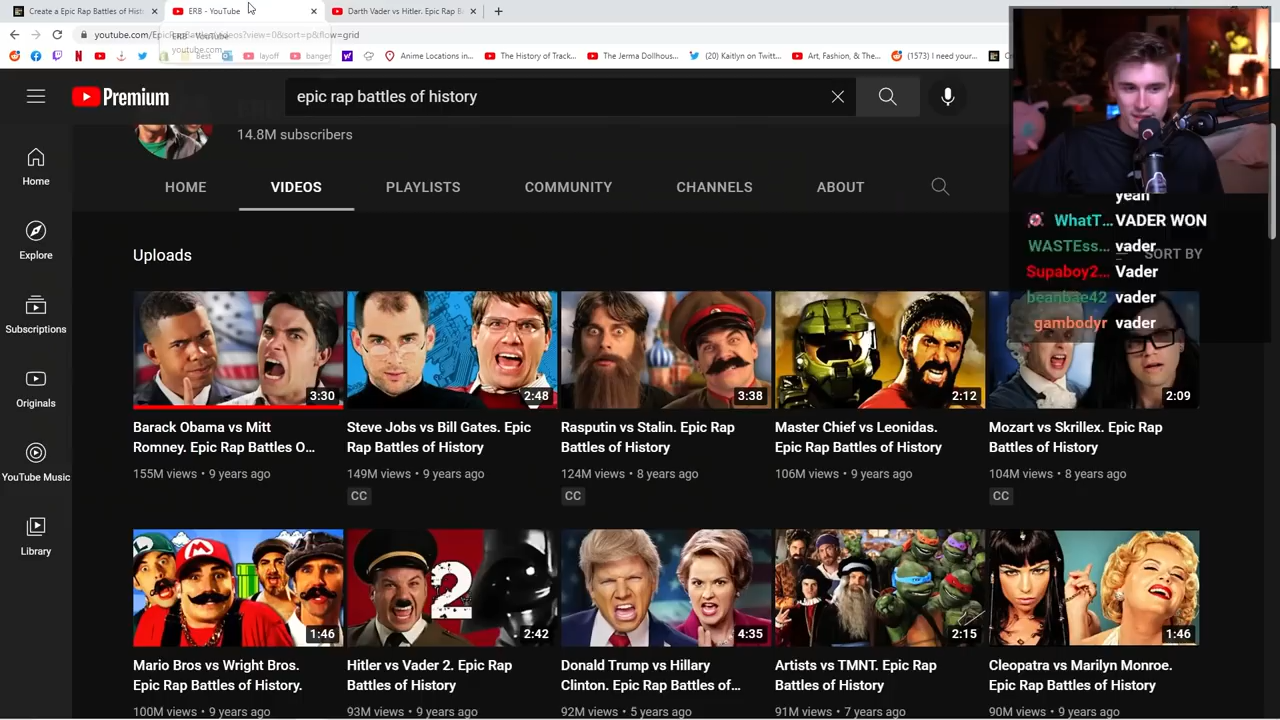 Create a Epic Rap Battles of Hist
ERB - YouTube
Darth Vader vs Hitler. Epic Rap B
youtube.com/
videos?view=0&sort=p&flow=grid
ERB - YouTube
youtube.com
Best
layoff
banger
Anime Locations in...
The History of Track...
The Jerma Dollhous...
(20) Kaitlyn on Twitt...
Art, Fashion, & The...
(1573) I need your...
Premium
epic rap battles of history
14.8M subscribers
HOME
VIDEOS
PLAYLISTS
COMMUNITY
CHANNELS
ABOUT
Home
Explore
Subscriptions
Originals
YouTube Music
Library
yeah
WhatT... VADER WON
WASTEss... vader
Supaboy2... Vader
beanbae42 vader
gambodyr vader
Uploads
SORT BY
3:30
2:48
3:38
2:12
2:09
Barack Obama vs Mitt
Romney. Epic Rap Battles O...
155M views • 9 years ago
Steve Jobs vs Bill Gates. Epic
Rap Battles of History
149M views • 9 years ago
CC
Rasputin vs Stalin. Epic Rap
Battles of History
124M views • 8 years ago
CC
Master Chief vs Leonidas.
Epic Rap Battles of History
106M views • 9 years ago
Mozart vs Skrillex. Epic Rap
Battles of History
104M views • 8 years ago
CC
1:46
2
2:42
4:35
2:15
1:46
Mario Bros vs Wright Bros.
Epic Rap Battles of History.
100M views • 9 years ago
Hitler vs Vader 2. Epic Rap
Battles of History
93M views • 9 years ago
Donald Trump vs Hillary
Clinton. Epic Rap Battles of...
92M views • 5 years ago
Artists vs TMNT. Epic Rap
Battles of History
91M views • 7 years ago
Cleopatra vs Marilyn Monroe.
Epic Rap Battles of History
90M views • 9 years ago